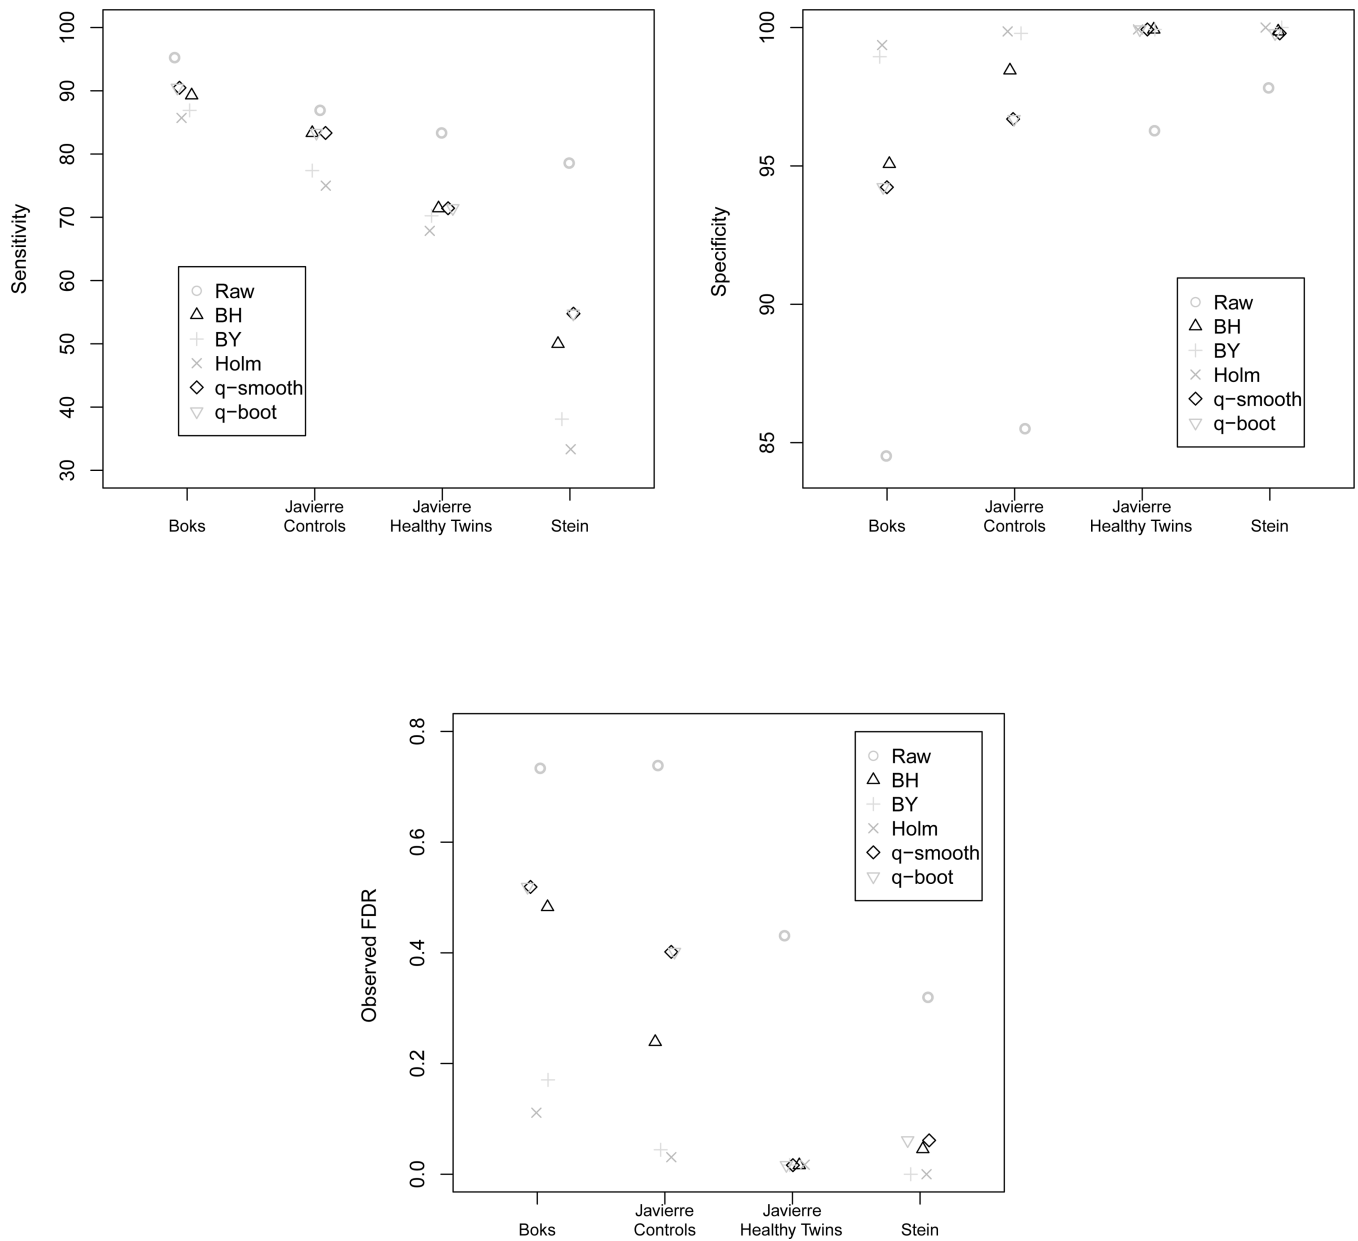 Sensitivity
100
90
80
70
60
50
40
30
Raw
BH
BY
Holm
q−smooth
q−boot
Boks
Javierre
Controls
Javierre
Healthy Twins
Stein
Specificity
100
95
90
85
Raw
BH
BY
Holm
q−smooth
q−boot
Boks
Javierre
Controls
Javierre
Healthy Twins
Stein
Observed FDR
0.8
0.6
0.4
0.2
0.0
Raw
BH
BY
Holm
q−smooth
q−boot
Boks
Javierre
Controls
Javierre
Healthy Twins
Stein